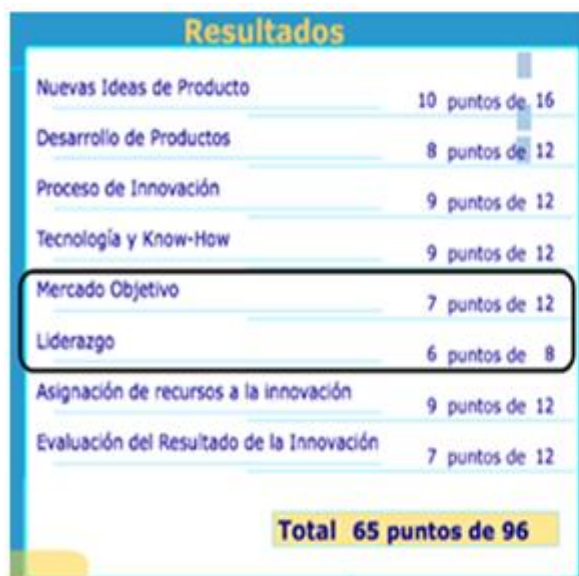 Resultados
Nuevas Ideas de Producto 10 puntos de 16
Desarrollo de Productos 8 puntos de 12
Proceso de Innovación 9 puntos de 12
Tecnología y Know-How 9 puntos de 12
Mercado Objetivo 7 puntos de 12
Liderazgo 6 puntos de 8
Asignación de recursos a la innovación 9 puntos de 12
Evaluación del Resultado de la Innovación 7 puntos de 12
Total 65 puntos de 96